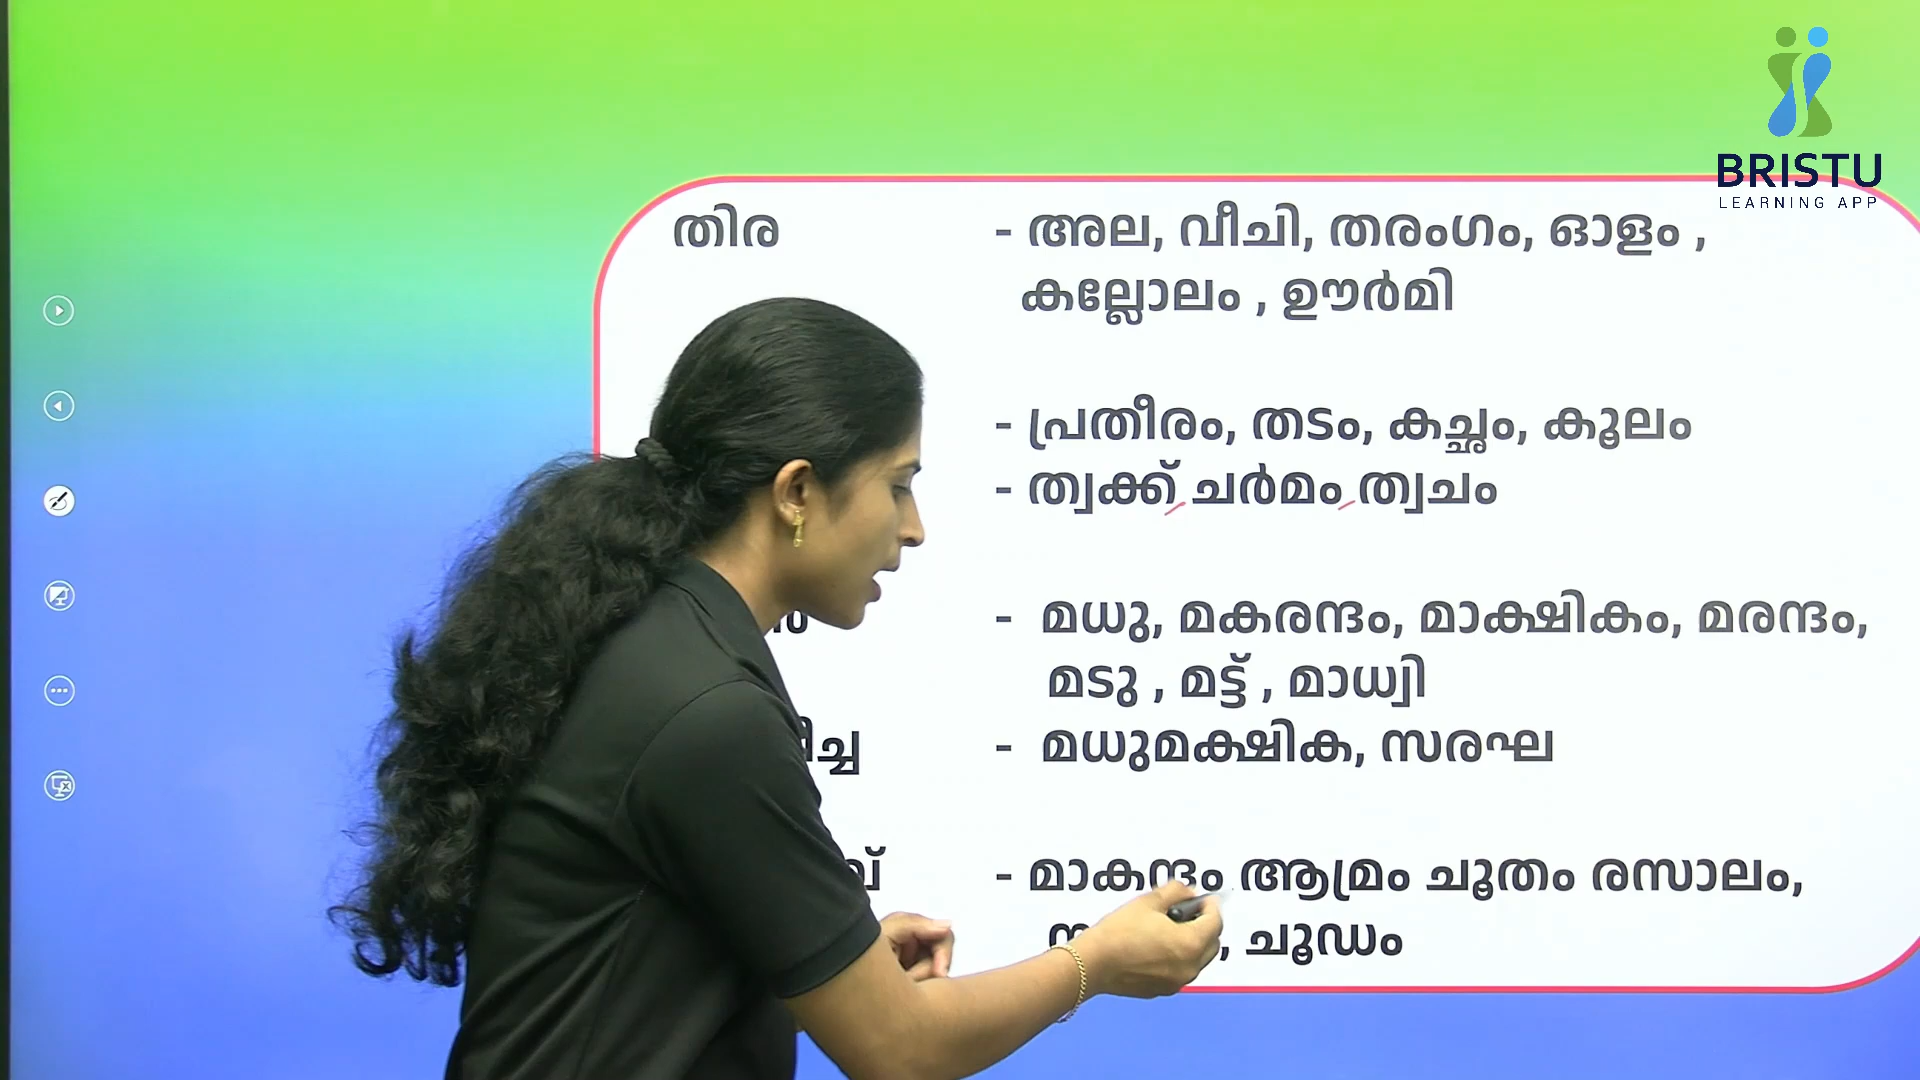 BRISTU
LEARNING APP
തിര - അല, വീചി, തരംഗം, ഓളം ,
കല്ലോലം , ഊർമി
- പ്രതീരം, തടം, കച്ഛം, കൂലം
- ത്വക്ക് ചർമം ത്വചം
- മധു, മകരന്ദം, മാക്ഷികം, മരന്ദം,
മടു , മട്ട് , മാധ്വി
- മധുമക്ഷിക, സരഘ
- മാകന്ദം ആമ്രം ചൂതം രസാലം,
, ചൂഡം